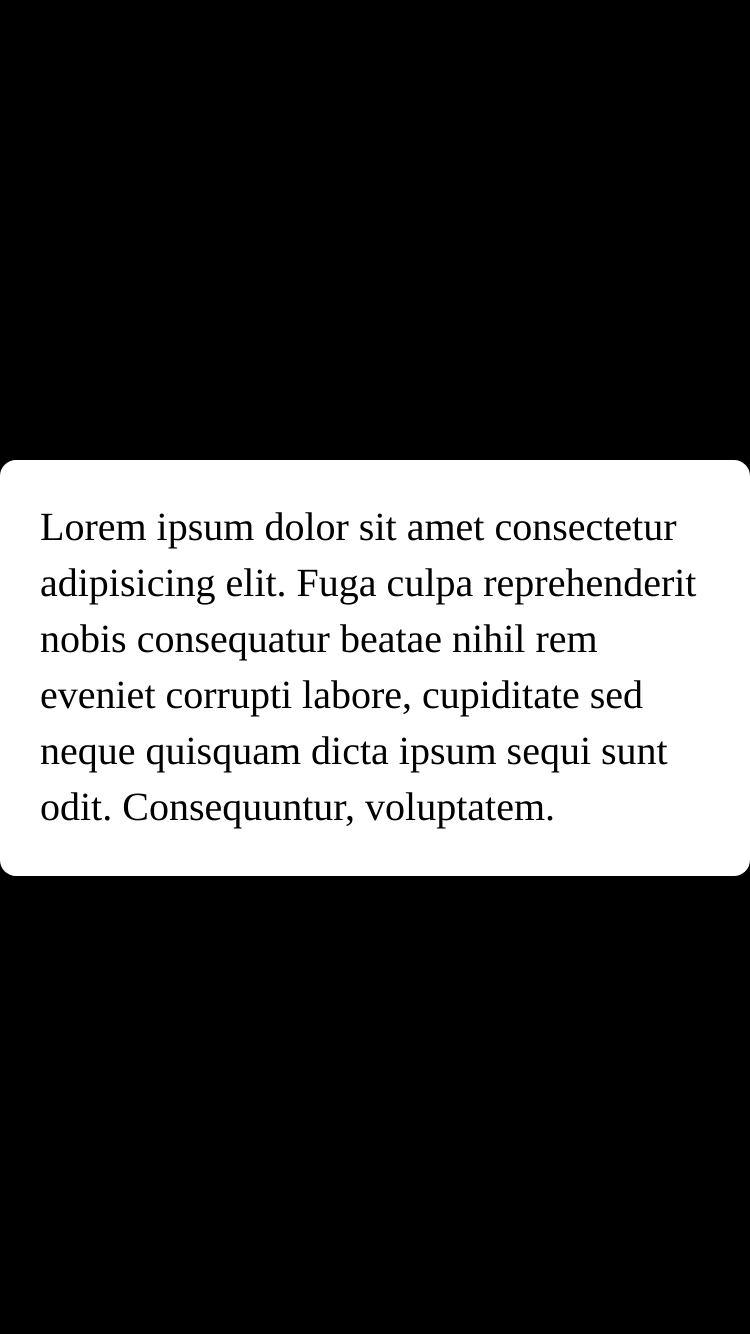 Lorem ipsum dolor sit amet consectetur
adipisicing elit. Fuga culpa reprehenderit
nobis consequatur beatae nihil rem
eveniet corrupti labore, cupiditate sed
neque quisquam dicta ipsum sequi sunt
odit. Consequuntur, voluptatem.